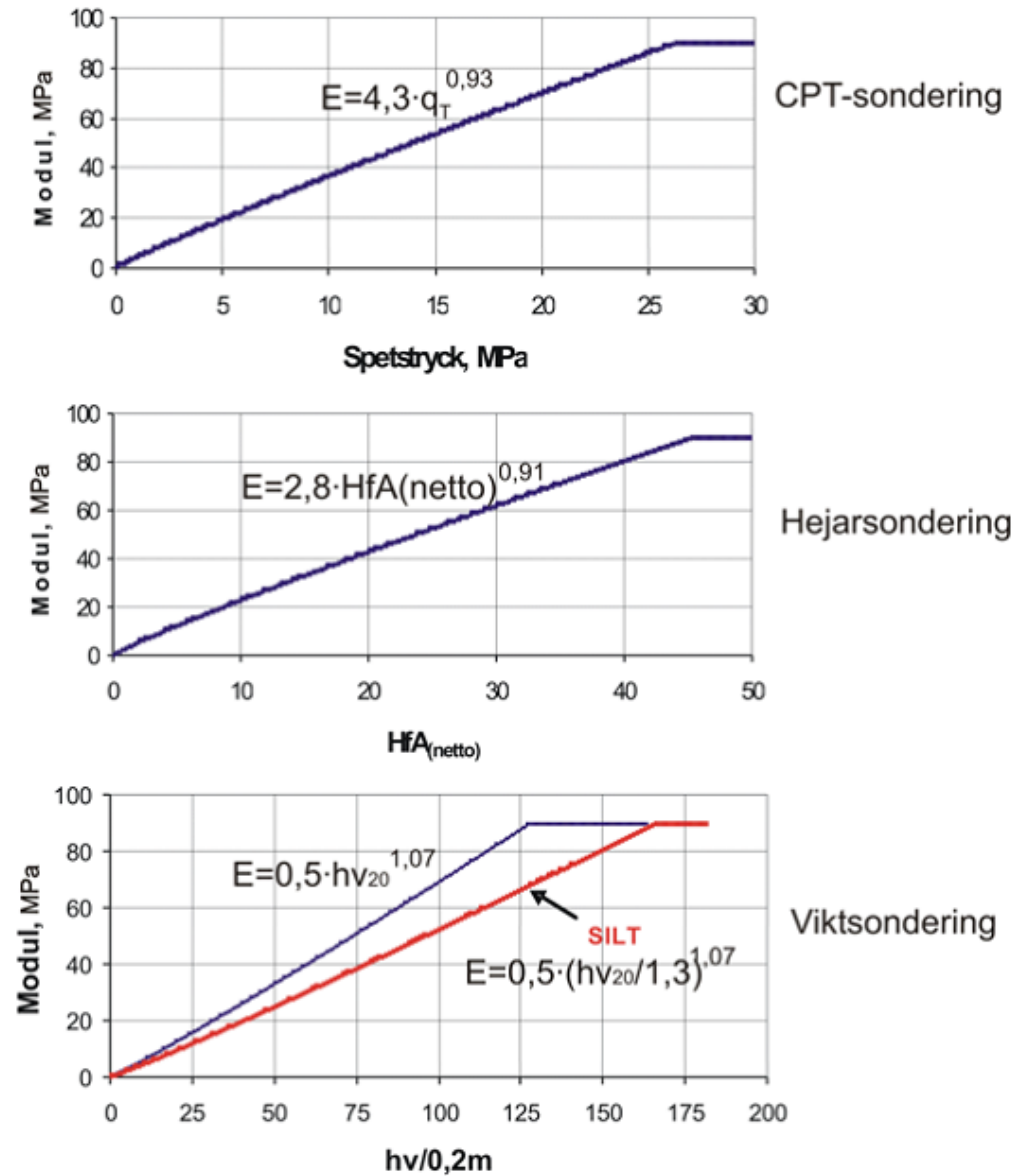 100
80
60
40
20
0
Modul, MPa
E=4,3·q_T^0,93
CPT-sondering
0 5 10 15 20 25 30
Spetstryck, MPa
100
80
60
40
20
0
Modul, MPa
E=2,8·HfA(netto)^0,91
Hejarsondering
0 10 20 30 40 50
HfA(netto)
100
80
60
40
20
0
Modul, MPa
E=0,5·hv20^1,07
SILT
E=0,5·(hv20/1,3)^1,07
Viktsondering
0 25 50 75 100 125 150 175 200
hv/0,2m